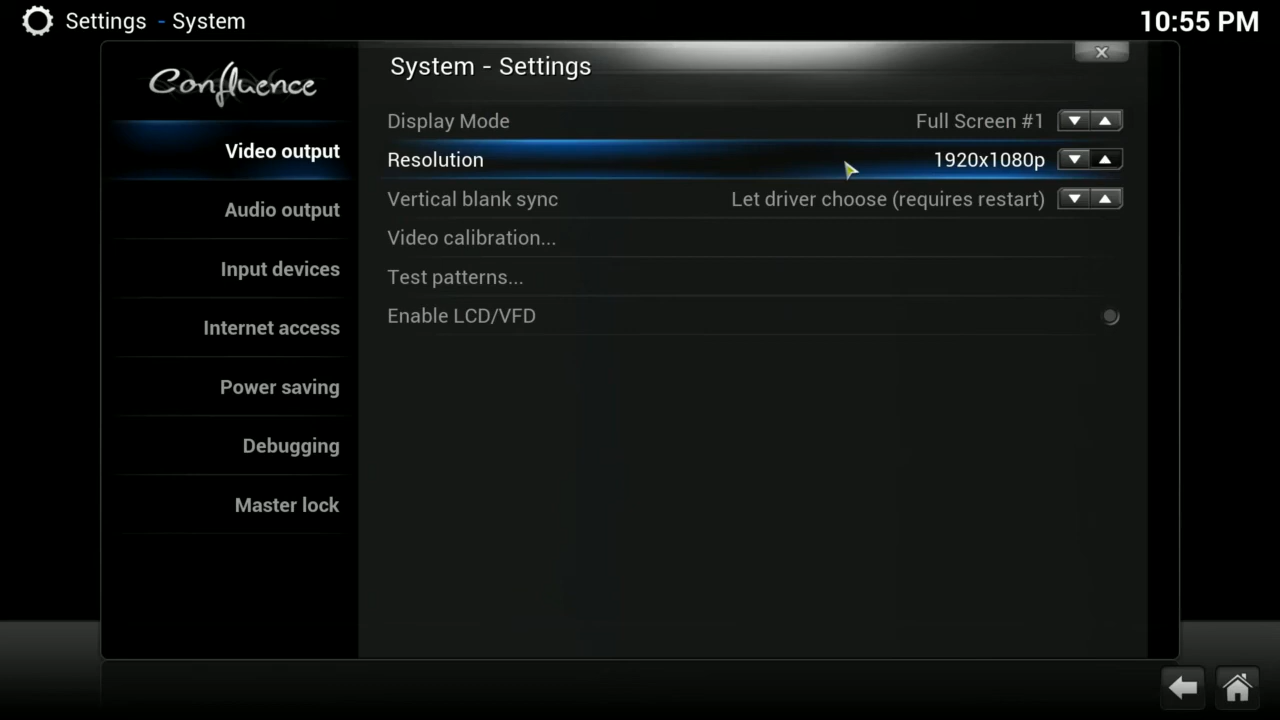 Settings - System
10:55 PM
Confluence
Video output
Audio output
Input devices
Internet access
Power saving
Debugging
Master lock
System - Settings
Display Mode Full Screen #1
Resolution 1920x1080p
Vertical blank sync Let driver choose (requires restart)
Video calibration...
Test patterns...
Enable LCD/VFD